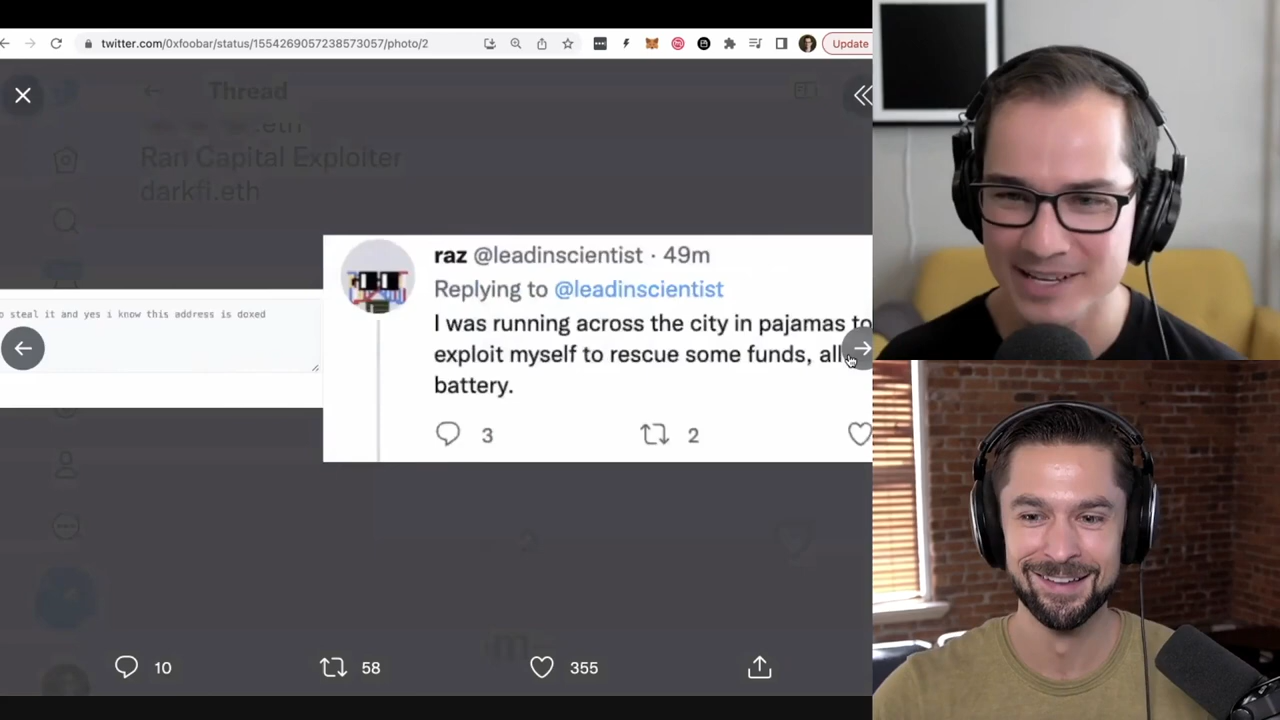 twitter.com/0xfoobar/status/1554269057238573057/photo/2
Update
Thread
.eth
Rari Capital Exploiter
darkfi.eth
raz @leadinscientist · 49m
Replying to @leadinscientist
I was running across the city in pajamas to
exploit myself to rescue some funds, all
battery.
3
2
o steal it and yes i know this address is doxed
10
58
355